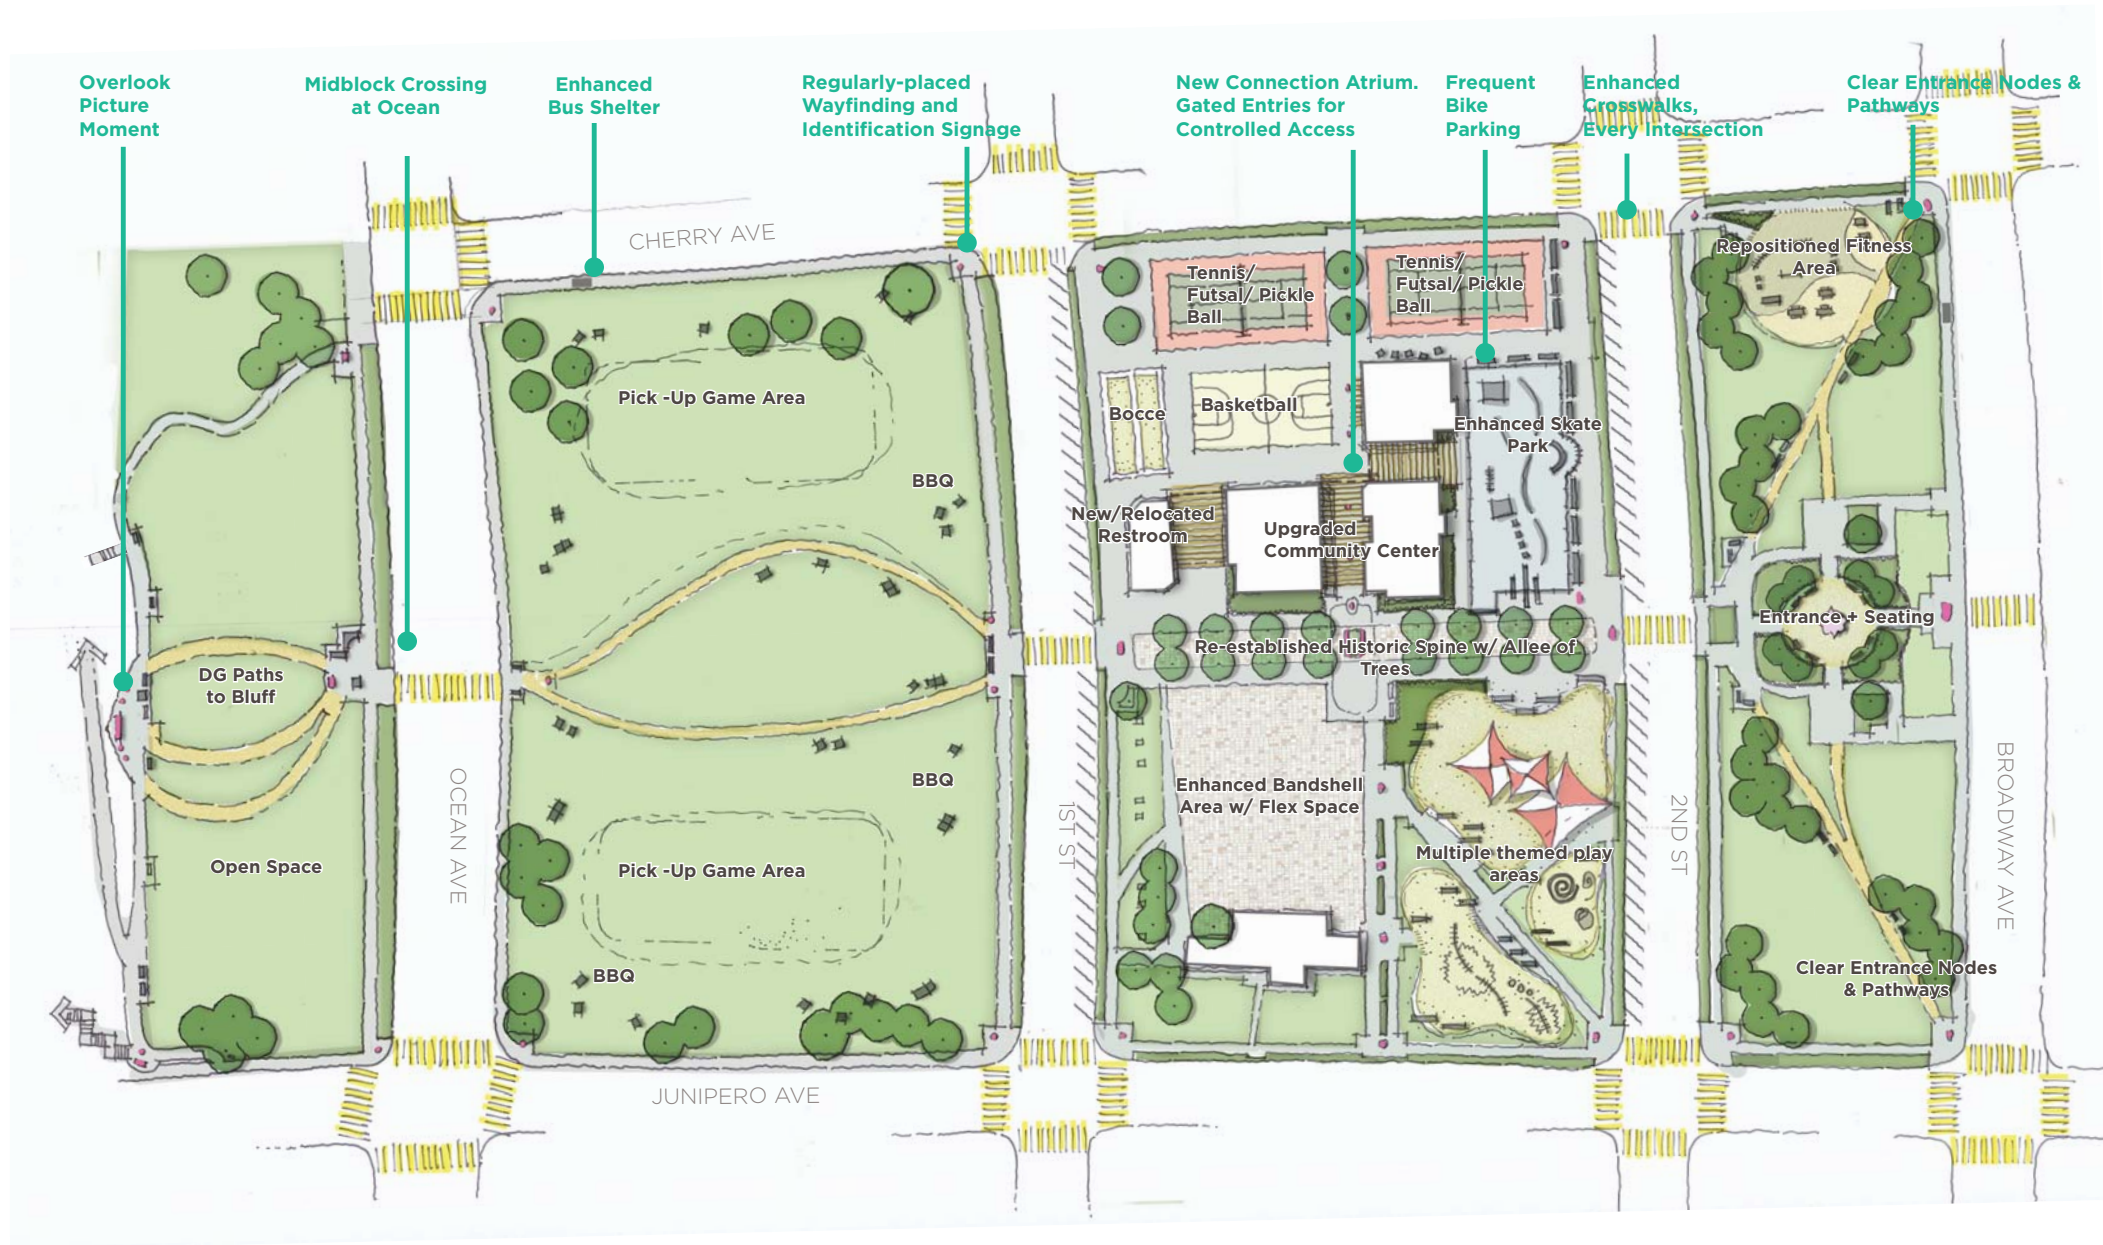 Overlook
Picture
Moment
Midblock Crossing
at Ocean
Enhanced
Bus Shelter
Regularly-placed
Wayfinding and
Identification Signage
New Connection Atrium.
Gated Entries for
Controlled Access
Frequent
Bike
Parking
Enhanced
Crosswalks,
Every Intersection
Clear Entrance Nodes &
Pathways
CHERRY AVE
Repositioned Fitness
Area
Tennis/
Futsal/ Pickle
Ball
Tennis/
Futsal/ Pickle
Ball
Pick -Up Game Area
Bocce
Basketball
Enhanced Skate
Park
BBQ
New/Relocated
Restroom
Upgraded
Community Center
Entrance + Seating
Re-established Historic Spine w/ Allee of
Trees
DG Paths
to Bluff
BBQ
Enhanced Bandshell
Area w/ Flex Space
OCEAN AVE
1ST ST
2ND ST
BROADWAY AVE
Open Space
Pick -Up Game Area
Multiple themed play
areas
BBQ
Clear Entrance Nodes
& Pathways
JUNIPERO AVE